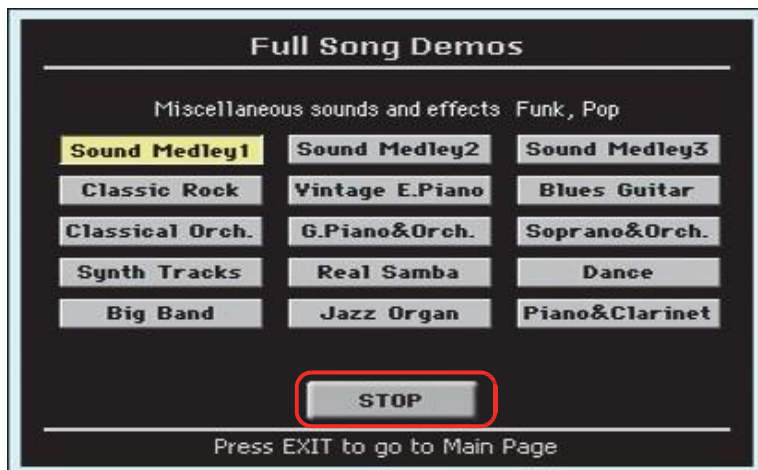 Full Song Demos
Miscellaneous sounds and effects Funk, Pop
Sound Medley1 Sound Medley2 Sound Medley3
Classic Rock Vintage E.Piano Blues Guitar
Classical Orch. G.Piano&Orch. Soprano&Orch.
Synth Tracks Real Samba Dance
Big Band Jazz Organ Piano&Clarinet
STOP
Press EXIT to go to Main Page